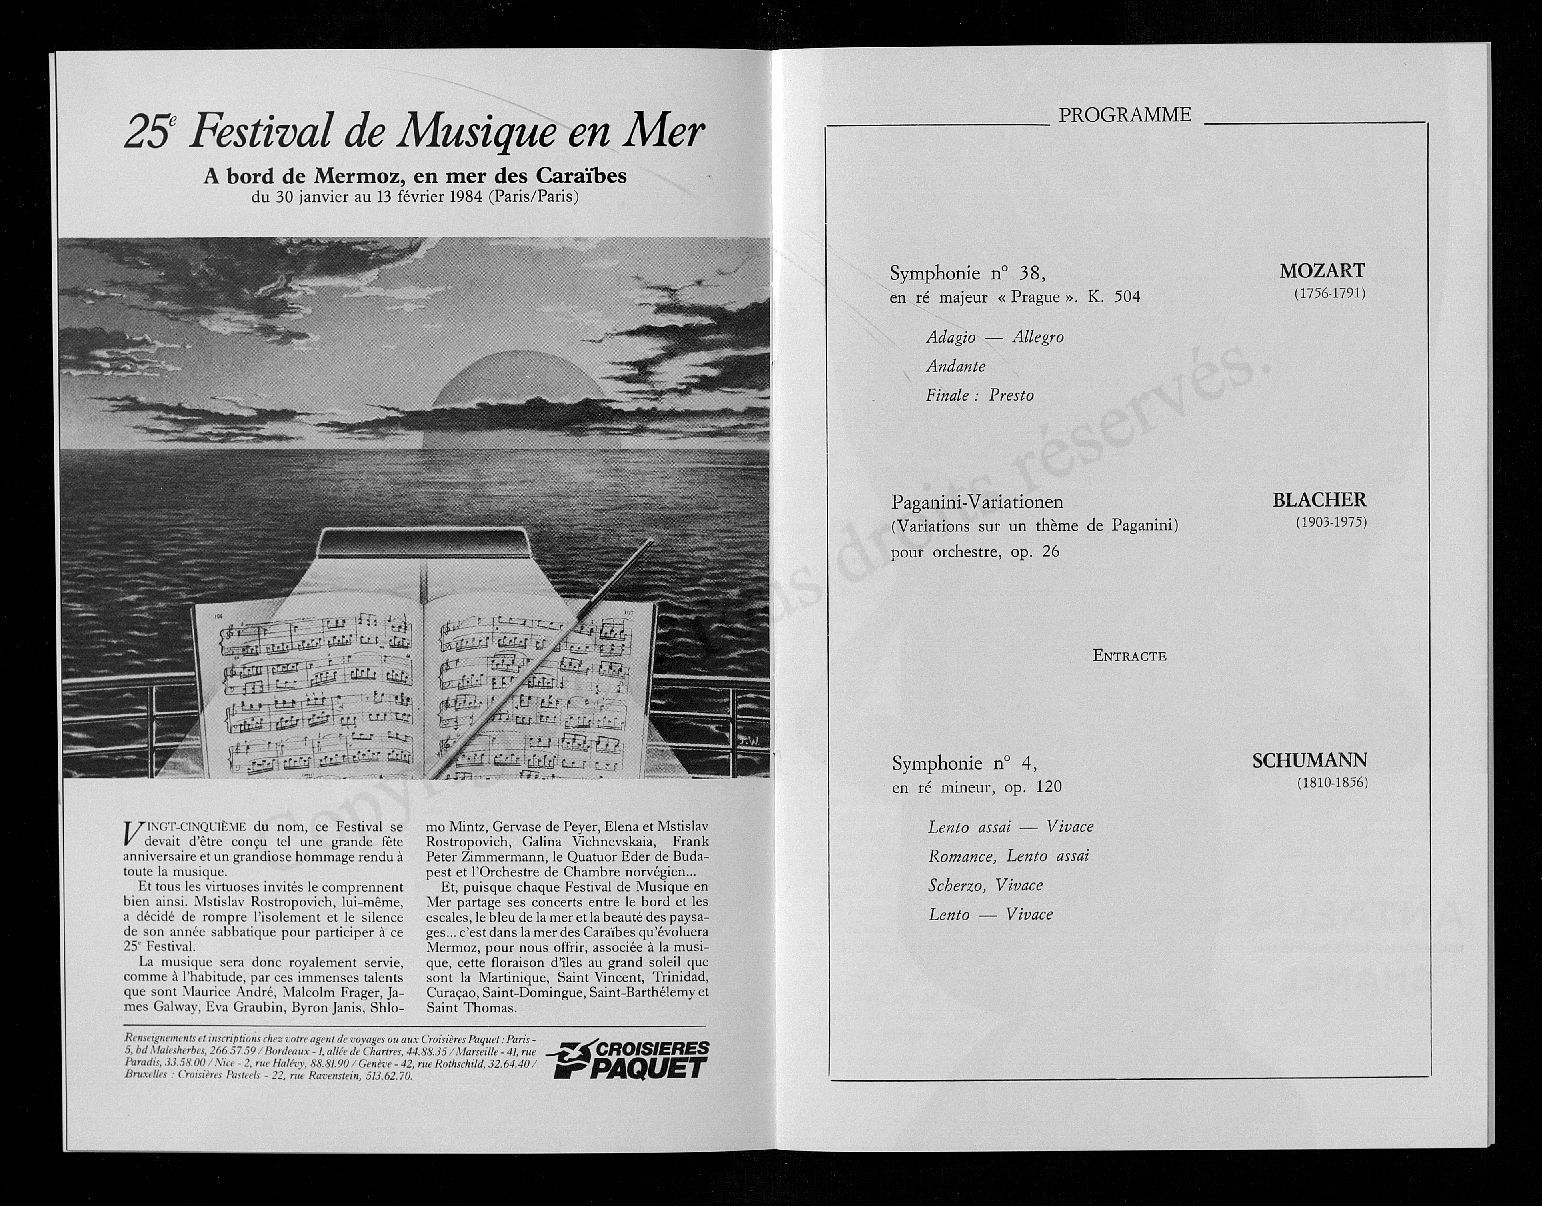 25e Festival de Musique en Mer
A bord de Mermoz, en mer des Caraïbes
du 30 janvier au 13 février 1984 (Paris/Paris)
VINGT-CINQUIÈME du nom, ce Festival se
devait d'être conçu tel une grande fête
anniversaire et un grandiose hommage rendu à
toute la musique.
Et tous les virtuoses invités le comprennent
bien ainsi. Mstislav Rostropovich, lui-même,
a décidé de rompre l'isolement et le silence
de son année sabbatique pour participer à ce
25e Festival.
La musique sera donc royalement servie,
comme à l'habitude, par ces immenses talents
que sont Maurice André, Malcolm Frager, Ja-
mes Galway, Eva Graubin, Byron Janis, Shlo-
mo Mintz, Gervase de Peyer, Elena et Mstislav
Rostropovich, Galina Vichnevskaïa, Frank
Peter Zimmermann, le Quatuor Eder de Buda-
pest et l'Orchestre de Chambre norvégien...
Et, puisque chaque Festival de Musique en
Mer partage ses concerts entre le bord et les
escales, le bleu de la mer et la beauté des paysa-
ges... c'est dans la mer des Caraïbes qu'évoluera
Mermoz, pour nous offrir, associée à la musi-
que, cette floraison d'îles au grand soleil que
sont la Martinique, Saint Vincent, Trinidad,
Curaçao, Saint-Domingue, Saint-Barthélemy et
Saint Thomas.
Renseignements et inscriptions chez votre agent de voyages ou aux Croisières Paquet : Paris -
5, bd Malesherbes, 266.57.59 / Bordeaux - 1, allée de Chartres, 44.88.35 / Marseille - 41, rue
Paradis, 33.58.00 / Nice - 2, rue Halévy, 88.81.90 / Genève - 42, rue Rothschild, 32.64.40 /
Bruxelles : Croisières Pasteels - 22, rue Ravenstein, 513.62.70.
CROISIERES
PAQUET
PROGRAMME
Symphonie n° 38, MOZART
en ré majeur « Prague ». K. 504 (1756-1791)
Adagio — Allegro
Andante
Finale : Presto
Paganini-Variationen BLACHER
(Variations sur un thème de Paganini) (1903-1975)
pour orchestre, op. 26
ENTRACTE
Symphonie n° 4, SCHUMANN
en ré mineur, op. 120 (1810-1856)
Lento assai — Vivace
Romance, Lento assai
Scherzo, Vivace
Lento — Vivace